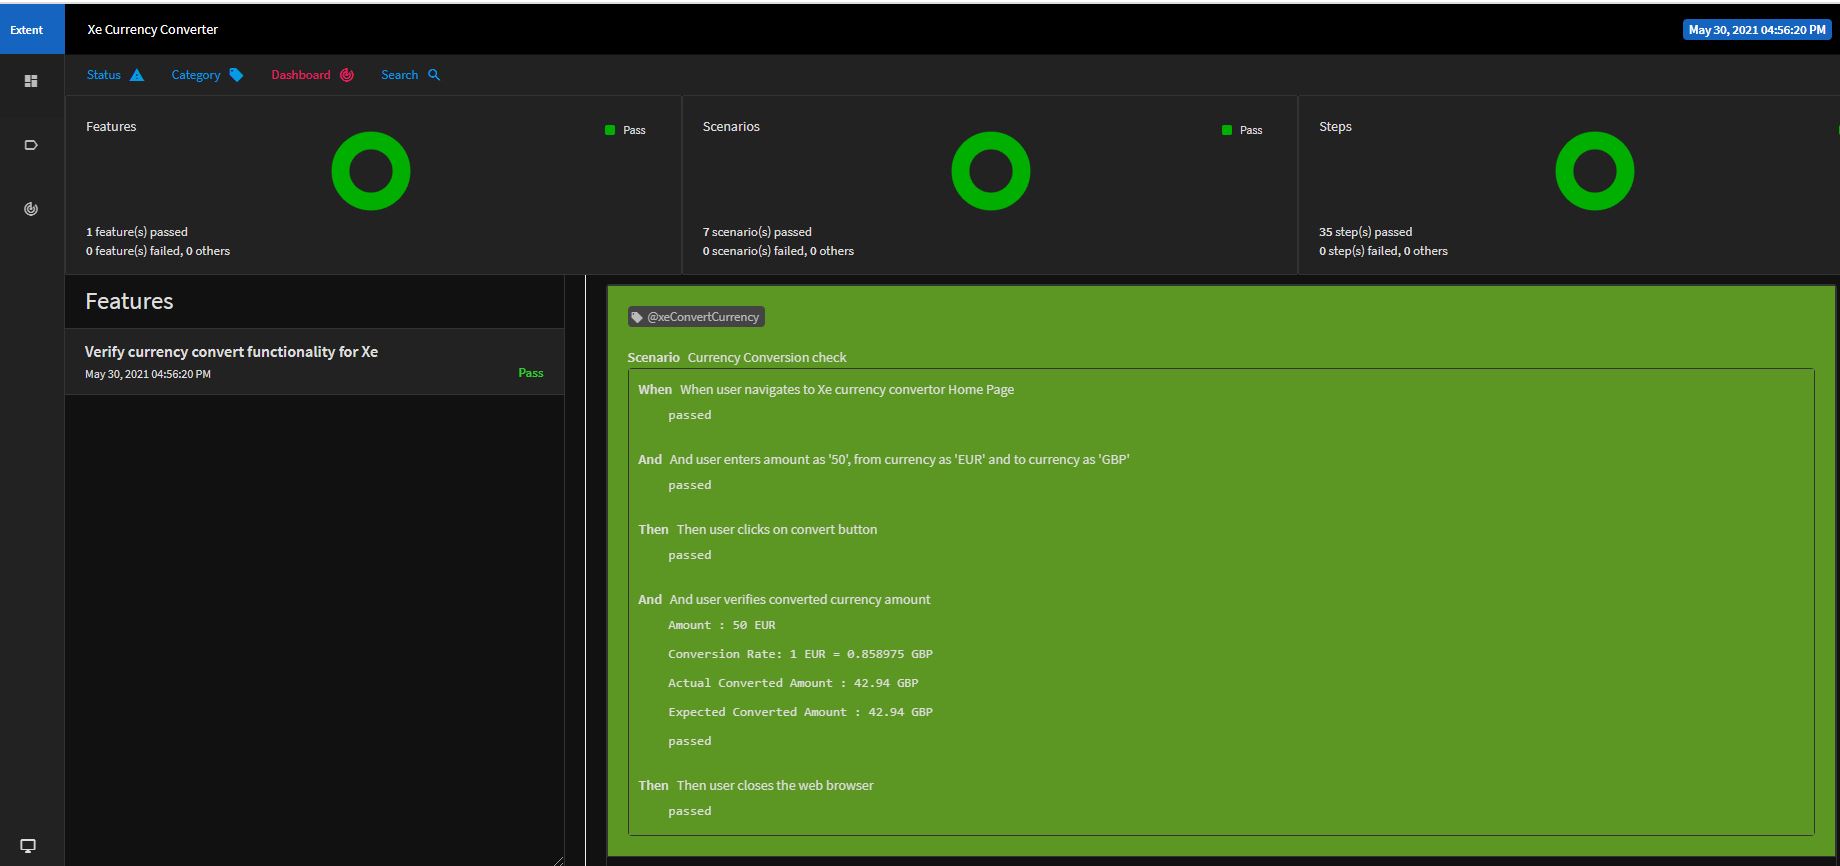 Extent
Xe Currency Converter
May 30, 2021 04:56:20 PM
Status
Category
Dashboard
Search
Features
Pass
1 feature(s) passed
0 feature(s) failed, 0 others
Scenarios
Pass
7 scenario(s) passed
0 scenario(s) failed, 0 others
Steps
35 step(s) passed
0 step(s) failed, 0 others
Features
Verify currency convert functionality for Xe
May 30, 2021 04:56:20 PM
Pass
@xeConvertCurrency
Scenario Currency Conversion check
When When user navigates to Xe currency convertor Home Page
passed
And And user enters amount as '50', from currency as 'EUR' and to currency as 'GBP'
passed
Then Then user clicks on convert button
passed
And And user verifies converted currency amount
Amount : 50 EUR
Conversion Rate: 1 EUR = 0.858975 GBP
Actual Converted Amount : 42.94 GBP
Expected Converted Amount : 42.94 GBP
passed
Then Then user closes the web browser
passed